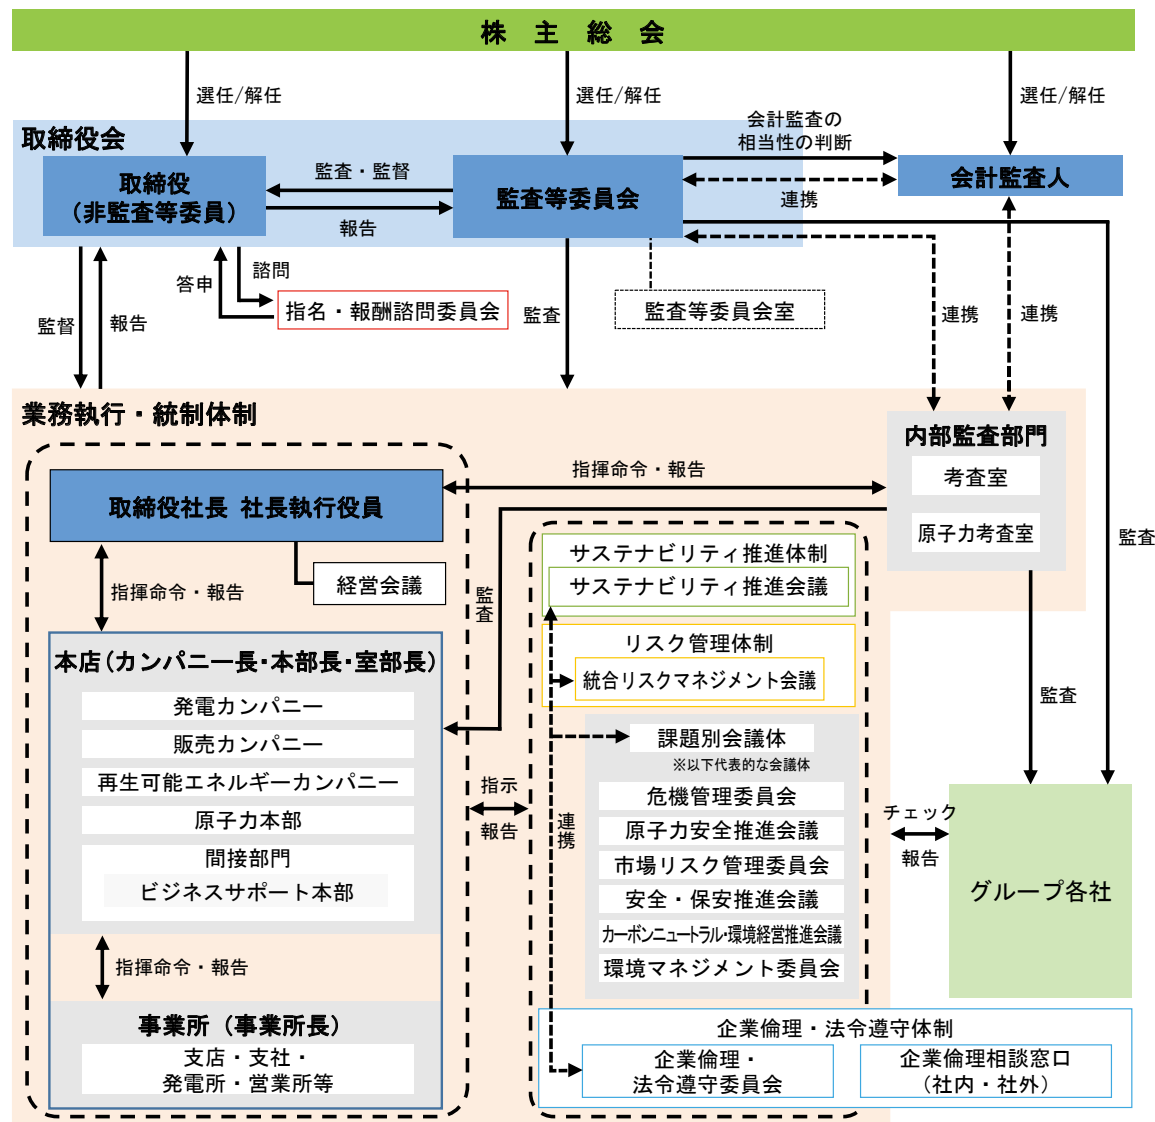 株主総会
選任/解任
選任/解任
選任/解任
取締役会
取締役
（非監査等委員）
監査・監督
報告
監査等委員会
会計監査の
相当性の判断
連携
会計監査人
監督
報告
答申
諮問
指名・報酬諮問委員会
監査
監査等委員会室
連携
連携
業務執行・統制体制
内部監査部門
考査室
原子力考査室
指揮命令・報告
取締役社長 社長執行役員
経営会議
指揮命令・報告
監査
監査
監査
サステナビリティ推進体制
サステナビリティ推進会議
リスク管理体制
統合リスクマネジメント会議
本店（カンパニー長・本部長・室部長）
発電カンパニー
販売カンパニー
再生可能エネルギーカンパニー
原子力本部
間接部門
ビジネスサポート本部
指示
報告
課題別会議体
※以下代表的な会議体
危機管理委員会
原子力安全推進会議
市場リスク管理委員会
安全・保安推進会議
カーボンニュートラル・環境経営推進会議
環境マネジメント委員会
連携
チェック
報告
グループ各社
指揮命令・報告
事業所（事業所長）
支店・支社・
発電所・営業所等
企業倫理・法令遵守体制
企業倫理・
法令遵守委員会
企業倫理相談窓口
（社内・社外）